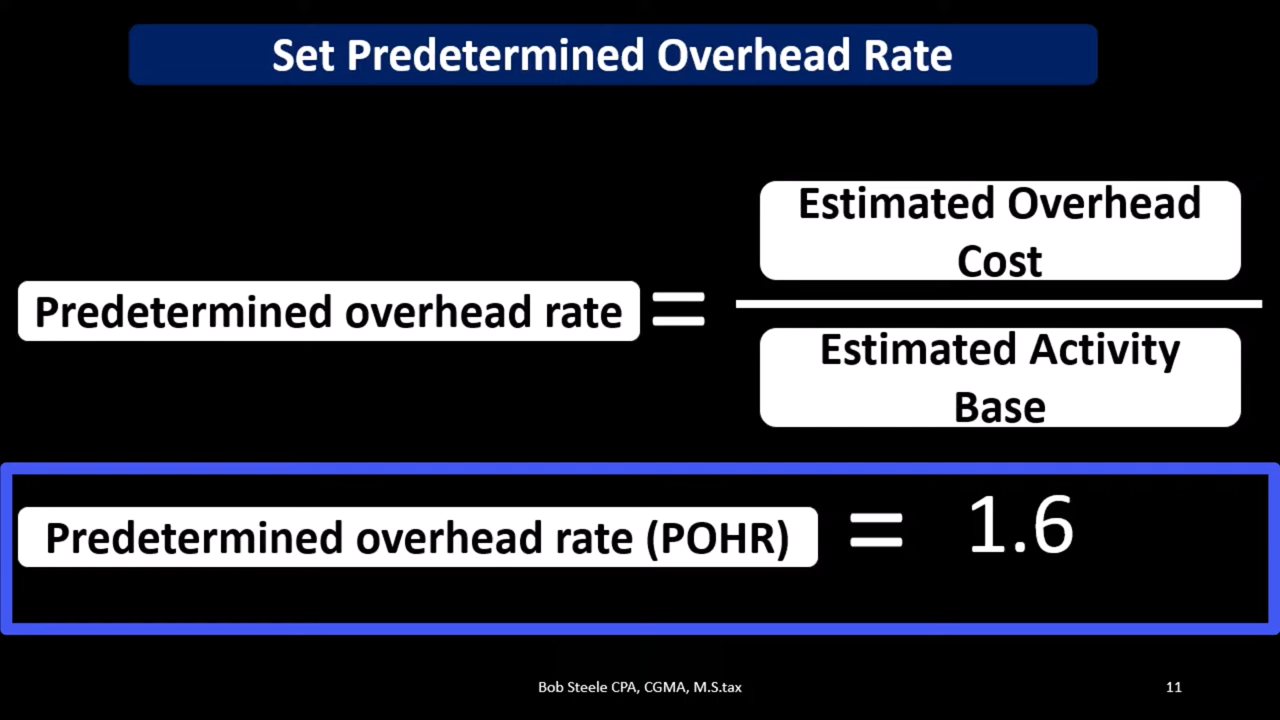 Set Predetermined Overhead Rate
Estimated Overhead
Cost
Predetermined overhead rate =
Estimated Activity
Base
Predetermined overhead rate (POHR) = 1.6
Bob Steele CPA, CGMA, M.S.tax 11